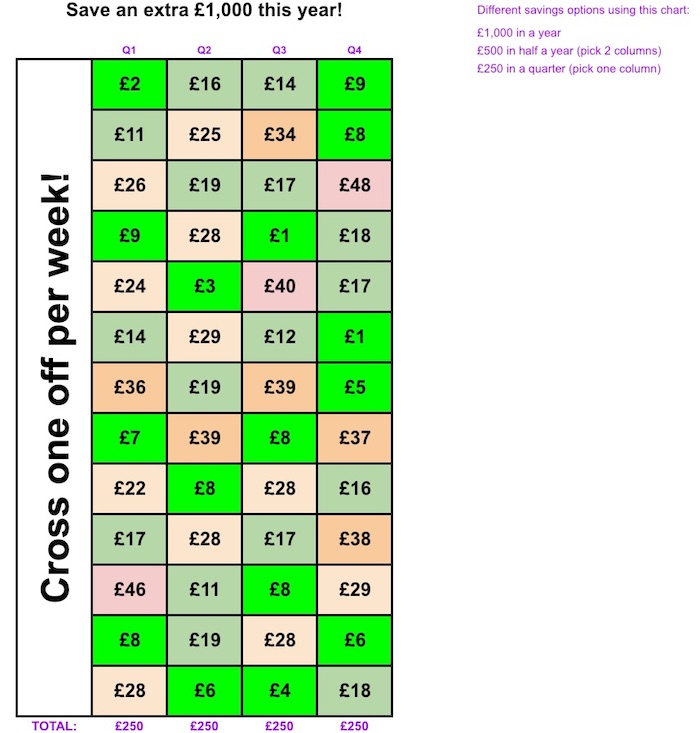 Save an extra £1,000 this year!
Different savings options using this chart:
£1,000 in a year
£500 in half a year (pick 2 columns)
£250 in a quarter (pick one column)
Q1 Q2 Q3 Q4
Cross one off per week!
£2 £16 £14 £9
£11 £25 £34 £8
£26 £19 £17 £48
£9 £28 £1 £18
£24 £3 £40 £17
£14 £29 £12 £1
£36 £19 £39 £5
£7 £39 £8 £37
£22 £8 £28 £16
£17 £28 £17 £38
£46 £11 £8 £29
£8 £19 £28 £6
£28 £6 £4 £18
TOTAL: £250 £250 £250 £250